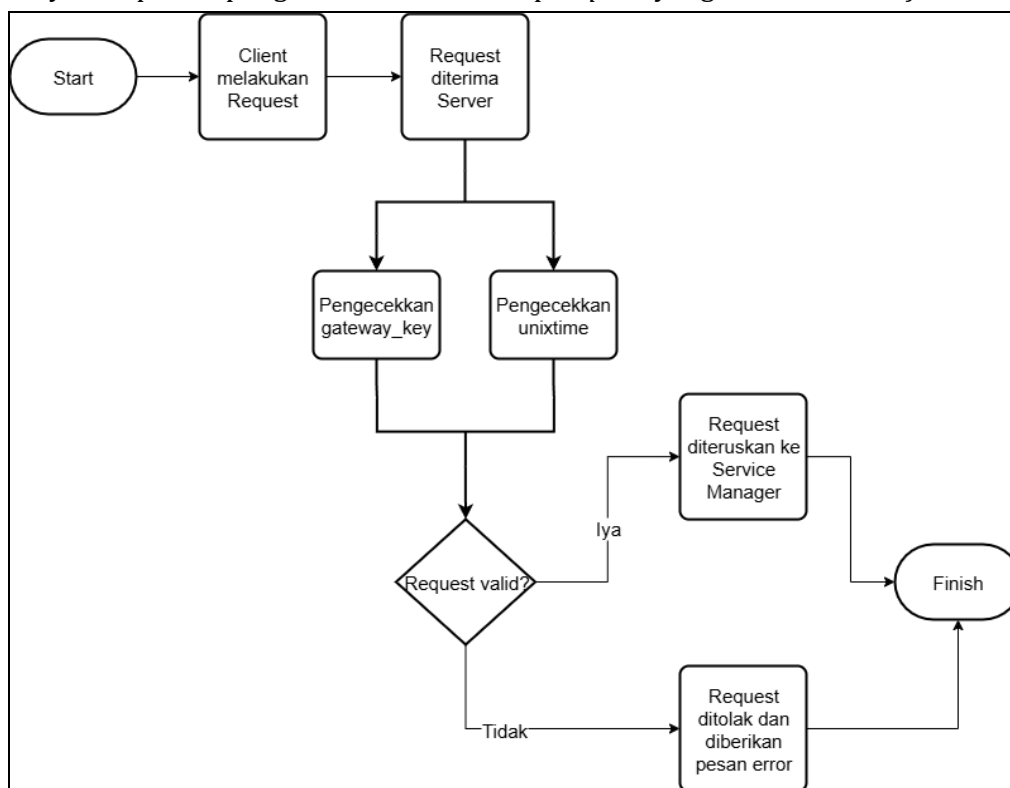 Start
Client
melakukan
Request
Request
diterima
Server
Pengecekkan
gateway_key
Pengecekkan
unixtime
Request
diteruskan ke
Service
Manager
Iya
Request valid?
Finish
Tidak
Request
ditolak dan
diberikan
pesan error